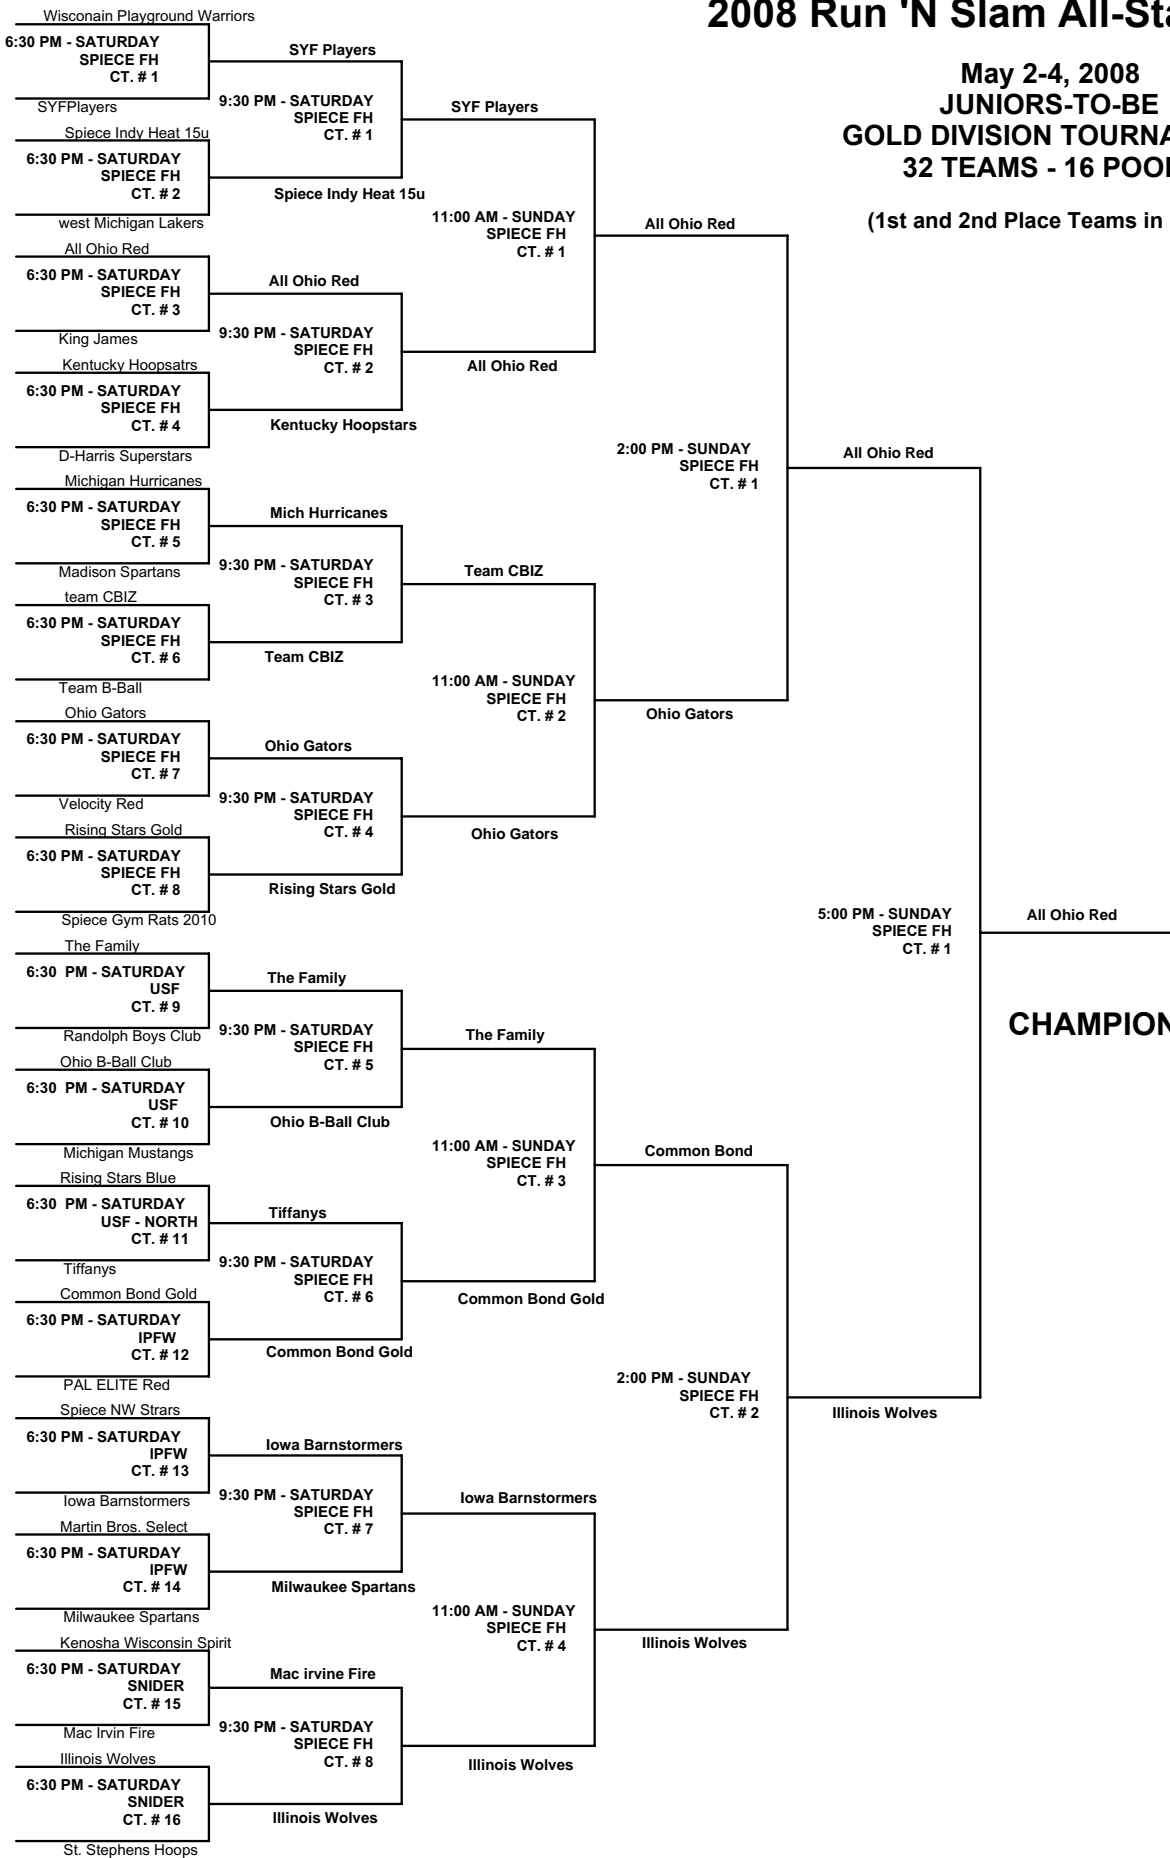 2008 Run 'N Slam All-Sta
May 2-4, 2008
JUNIORS-TO-BE
GOLD DIVISION TOURNA
32 TEAMS - 16 POOL
(1st and 2nd Place Teams in
Wisconain Playground Warriors
6:30 PM - SATURDAY
SPIECE FH
CT. # 1
SYFPlayers
Spiece Indy Heat 15u
6:30 PM - SATURDAY
SPIECE FH
CT. # 2
west Michigan Lakers
All Ohio Red
6:30 PM - SATURDAY
SPIECE FH
CT. # 3
King James
Kentucky Hoopsatrs
6:30 PM - SATURDAY
SPIECE FH
CT. # 4
D-Harris Superstars
Michigan Hurricanes
6:30 PM - SATURDAY
SPIECE FH
CT. # 5
Madison Spartans
team CBIZ
6:30 PM - SATURDAY
SPIECE FH
CT. # 6
Team B-Ball
Ohio Gators
6:30 PM - SATURDAY
SPIECE FH
CT. # 7
Velocity Red
Rising Stars Gold
6:30 PM - SATURDAY
SPIECE FH
CT. # 8
Spiece Gym Rats 2010
The Family
6:30 PM - SATURDAY
USF
CT. # 9
Randolph Boys Club
Ohio B-Ball Club
6:30 PM - SATURDAY
USF
CT. # 10
Michigan Mustangs
Rising Stars Blue
6:30 PM - SATURDAY
USF - NORTH
CT. # 11
Tiffanys
Common Bond Gold
6:30 PM - SATURDAY
IPFW
CT. # 12
PAL ELITE Red
Spiece NW Strars
6:30 PM - SATURDAY
IPFW
CT. # 13
Iowa Barnstormers
Martin Bros. Select
6:30 PM - SATURDAY
IPFW
CT. # 14
Milwaukee Spartans
Kenosha Wisconsin Spirit
6:30 PM - SATURDAY
SNIDER
CT. # 15
Mac Irvin Fire
Illinois Wolves
6:30 PM - SATURDAY
SNIDER
CT. # 16
St. Stephens Hoops
SYF Players
9:30 PM - SATURDAY
SPIECE FH
CT. # 1
Spiece Indy Heat 15u
All Ohio Red
9:30 PM - SATURDAY
SPIECE FH
CT. # 2
Kentucky Hoopstars
Mich Hurricanes
9:30 PM - SATURDAY
SPIECE FH
CT. # 3
Team CBIZ
Ohio Gators
9:30 PM - SATURDAY
SPIECE FH
CT. # 4
Rising Stars Gold
The Family
9:30 PM - SATURDAY
SPIECE FH
CT. # 5
Ohio B-Ball Club
Tiffanys
9:30 PM - SATURDAY
SPIECE FH
CT. # 6
Common Bond Gold
Iowa Barnstormers
9:30 PM - SATURDAY
SPIECE FH
CT. # 7
Milwaukee Spartans
Mac irvine Fire
9:30 PM - SATURDAY
SPIECE FH
CT. # 8
Illinois Wolves
SYF Players
11:00 AM - SUNDAY
SPIECE FH
CT. # 1
All Ohio Red
Team CBIZ
11:00 AM - SUNDAY
SPIECE FH
CT. # 2
Ohio Gators
The Family
11:00 AM - SUNDAY
SPIECE FH
CT. # 3
Common Bond Gold
Iowa Barnstormers
11:00 AM - SUNDAY
SPIECE FH
CT. # 4
Illinois Wolves
All Ohio Red
2:00 PM - SUNDAY
SPIECE FH
CT. # 1
Ohio Gators
Common Bond
2:00 PM - SUNDAY
SPIECE FH
CT. # 2
Illinois Wolves
All Ohio Red
5:00 PM - SUNDAY
SPIECE FH
CT. # 1
Illinois Wolves
All Ohio Red
CHAMPION